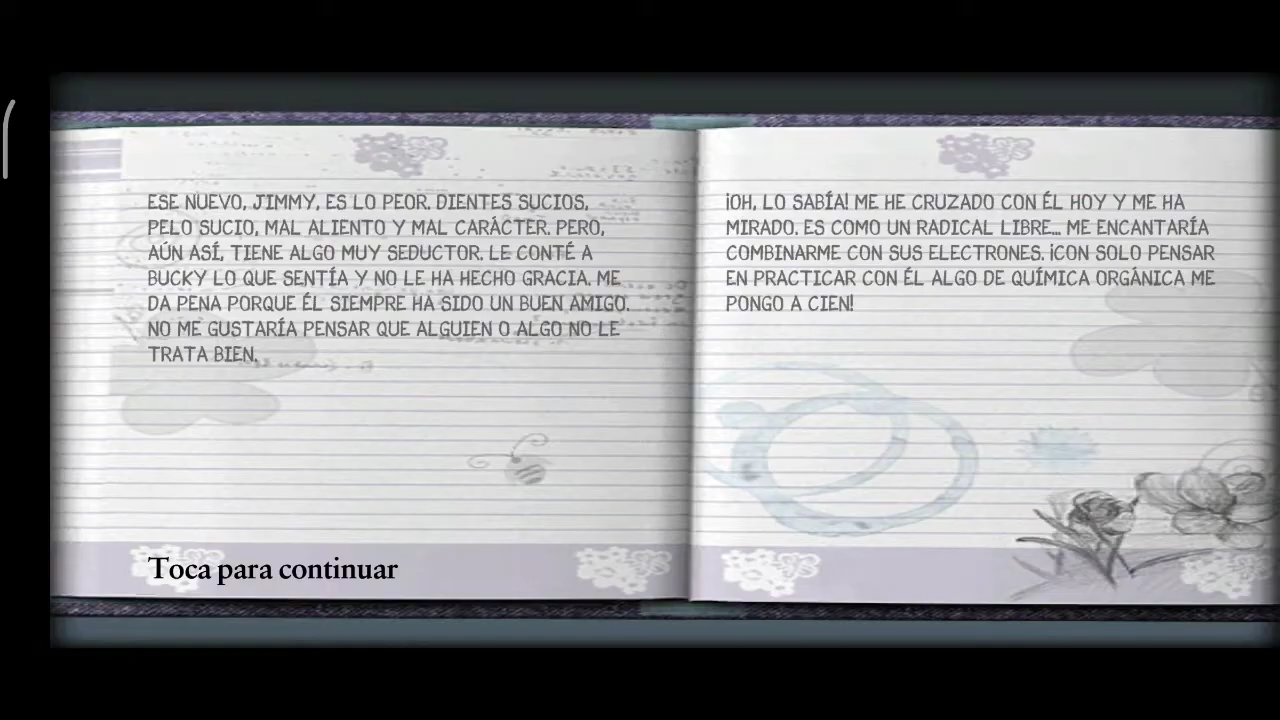 ESE NUEVO, JIMMY, ES LO PEOR. DIENTES SUCIOS,
PELO SUCIO, MAL ALIENTO Y MAL CARÁCTER. PERO,
AÚN ASÍ, TIENE ALGO MUY SEDUCTOR. LE CONTÉ A
BUCKY LO QUE SENTÍA Y NO LE HA HECHO GRACIA. ME
DA PENA PORQUE ÉL SIEMPRE HA SIDO UN BUEN AMIGO.
NO ME GUSTARÍA PENSAR QUE ALGUIEN O ALGO NO LE
TRATA BIEN.
Toca para continuar
¡OH, LO SABÍA! ME HE CRUZADO CON ÉL HOY Y ME HA
MIRADO. ES COMO UN RADICAL LIBRE... ME ENCANTARÍA
COMBINARME CON SUS ELECTRONES. ¡CON SOLO PENSAR
EN PRACTICAR CON ÉL ALGO DE QUÍMICA ORGÁNICA ME
PONGO A CIEN!